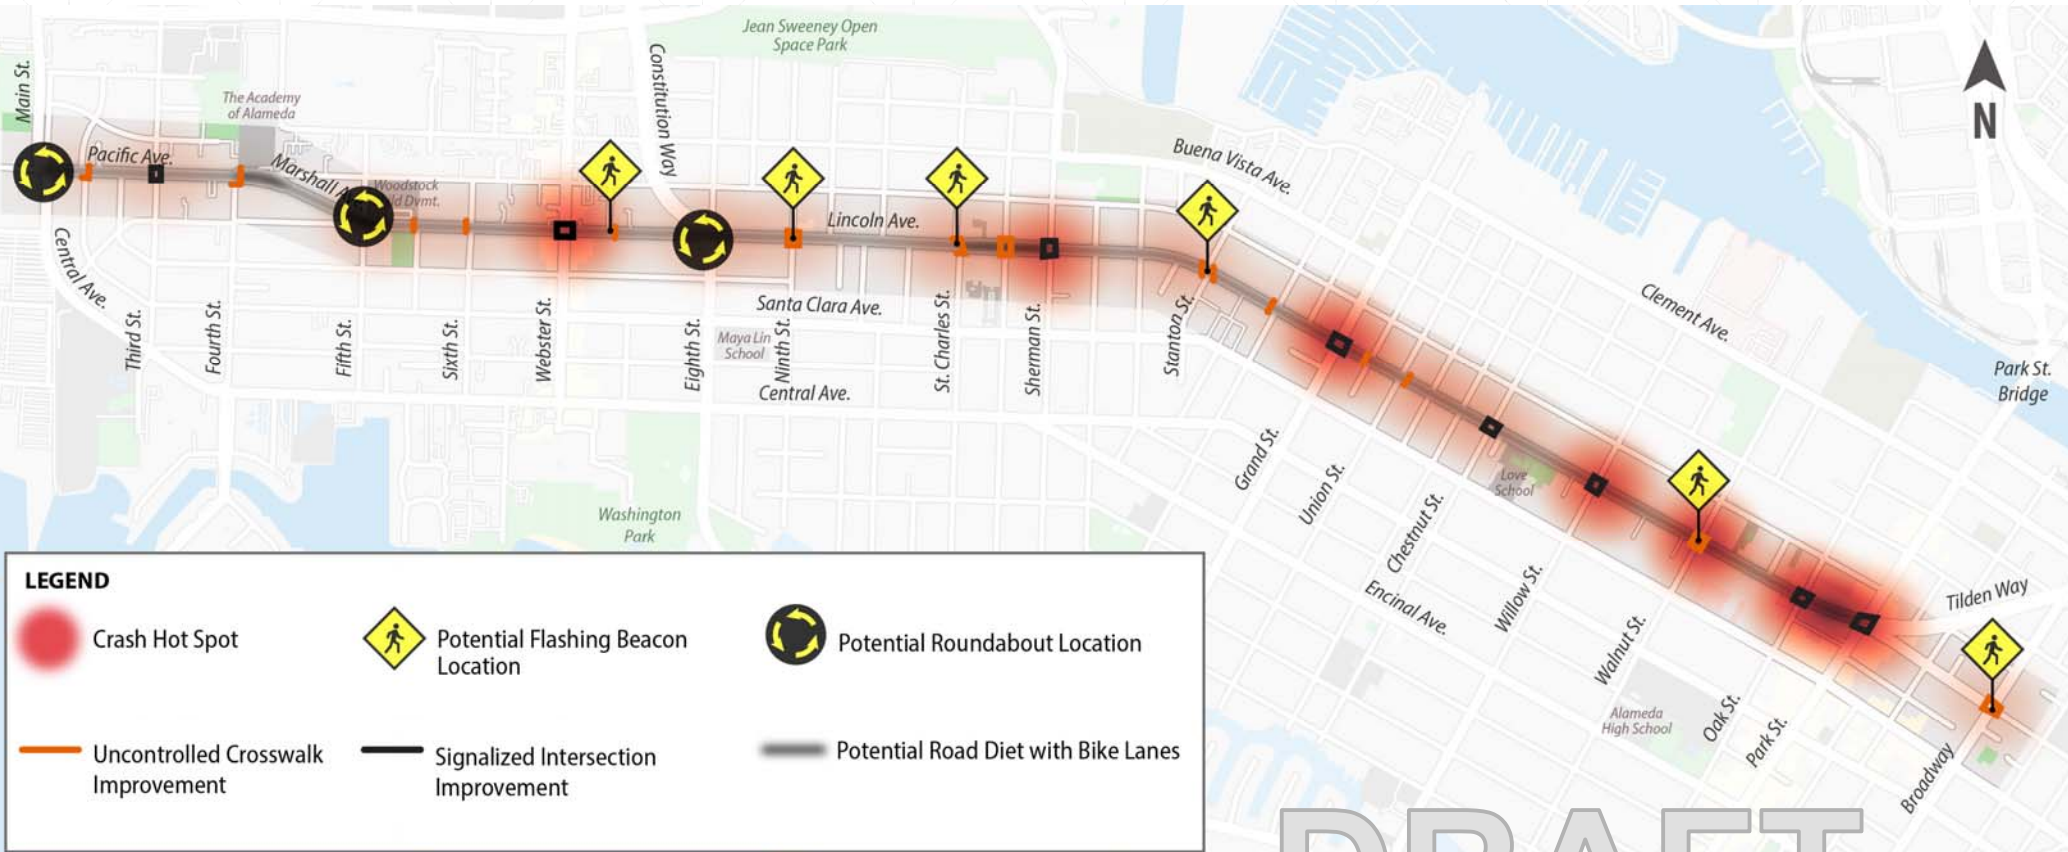 Jean Sweeney Open
Space Park
Main St.
Constitution Way
The Academy
of Alameda
N
Pacific Ave.
Marshall
Woodstock
Dvmt.
Buena Vista Ave.
Lincoln Ave.
Central Ave.
Santa Clara Ave.
Clement Ave.
Third St.
Fourth St.
Fifth St.
Sixth St.
Webster St.
Eighth St.
Maya Lin
School
Ninth St.
St. Charles St.
Sherman St.
Stanton St.
Central Ave.
Park St.
Bridge
Grand St.
Union St.
Chestnut St.
Love
School
Washington
Park
Encinal Ave.
Willow St.
Walnut St.
Tilden Way
Alameda
High School
Oak St.
Park St.
Broadway
LEGEND
Crash Hot Spot
Potential Flashing Beacon
Location
Potential Roundabout Location
Uncontrolled Crosswalk
Improvement
Signalized Intersection
Improvement
Potential Road Diet with Bike Lanes
DRAFT